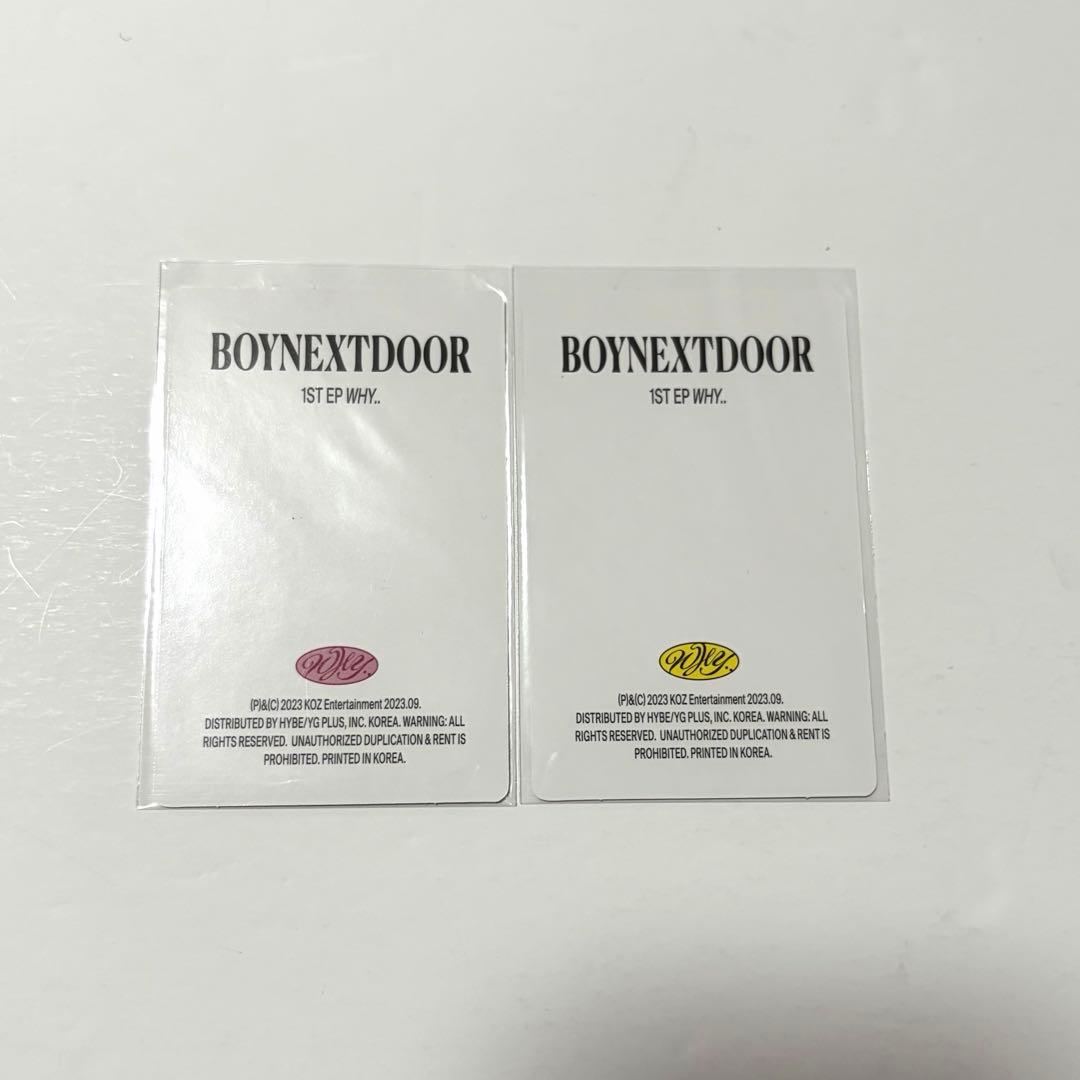 BOYNEXTDOOR
1ST EP WHY..
WHY..
(P)&(C) 2023 KOZ Entertainment 2023.09.
DISTRIBUTED BY HYBE/YG PLUS, INC. KOREA. WARNING: ALL
RIGHTS RESERVED. UNAUTHORIZED DUPLICATION & RENT IS
PROHIBITED. PRINTED IN KOREA.
BOYNEXTDOOR
1ST EP WHY..
WHY..
(P)&(C) 2023 KOZ Entertainment 2023.09.
DISTRIBUTED BY HYBE/YG PLUS, INC. KOREA. WARNING: ALL
RIGHTS RESERVED. UNAUTHORIZED DUPLICATION & RENT IS
PROHIBITED. PRINTED IN KOREA.